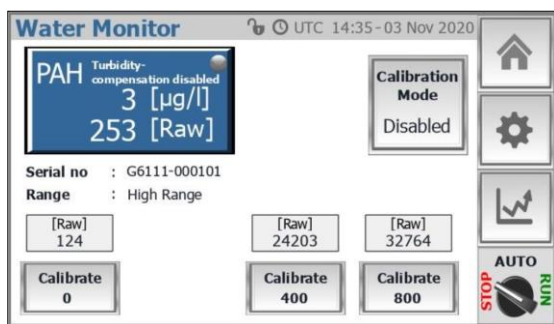 Water Monitor
UTC 14:35-03 Nov 2020
PAH Turbidity-
compensation disabled
3 [µg/l]
253 [Raw]
Calibration
Mode
Disabled
Serial no : G6111-000101
Range : High Range
[Raw]
124
[Raw]
24203
[Raw]
32764
Calibrate
0
Calibrate
400
Calibrate
800
AUTO
STOP
RUN